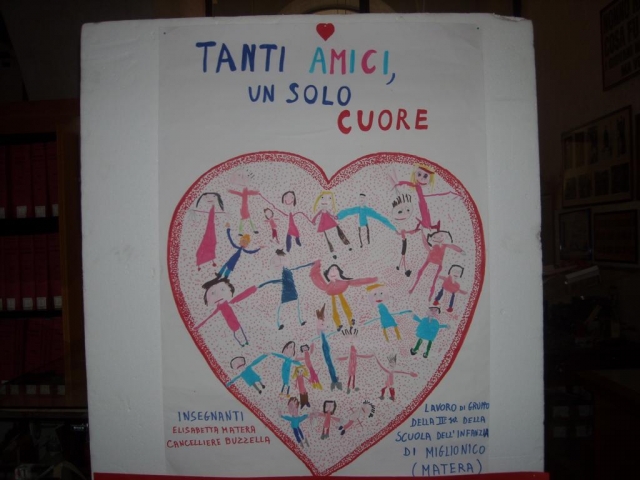 TANTI AMICI,
UN SOLO
CUORE
INSEGNANTI
ELISABETTA MATERA
CANCELLIERE BUZZELLA
LAVORO DI GRUPPO
DELLA III SEZ DELLA
SCUOLA DELL'INFANZIA
DI MIGLIONICO
(MATERA)